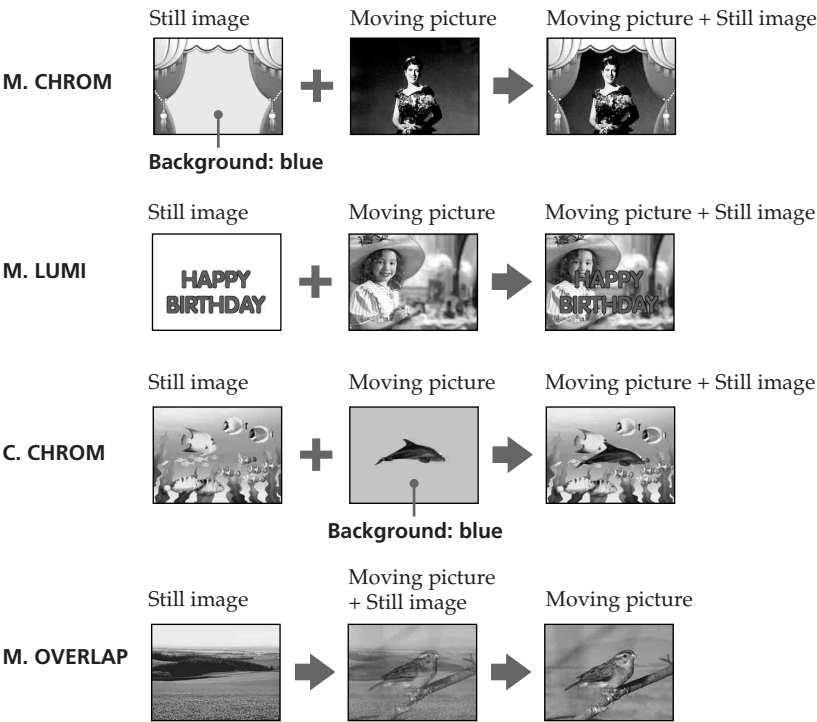 Still image
Moving picture
Moving picture + Still image
M. CHROM
Background: blue
Still image
Moving picture
Moving picture + Still image
M. LUMI
HAPPY
BIRTHDAY
HAPPY
BIRTHDAY
Still image
Moving picture
Moving picture + Still image
C. CHROM
Background: blue
Still image
Moving picture
+ Still image
Moving picture
M. OVERLAP